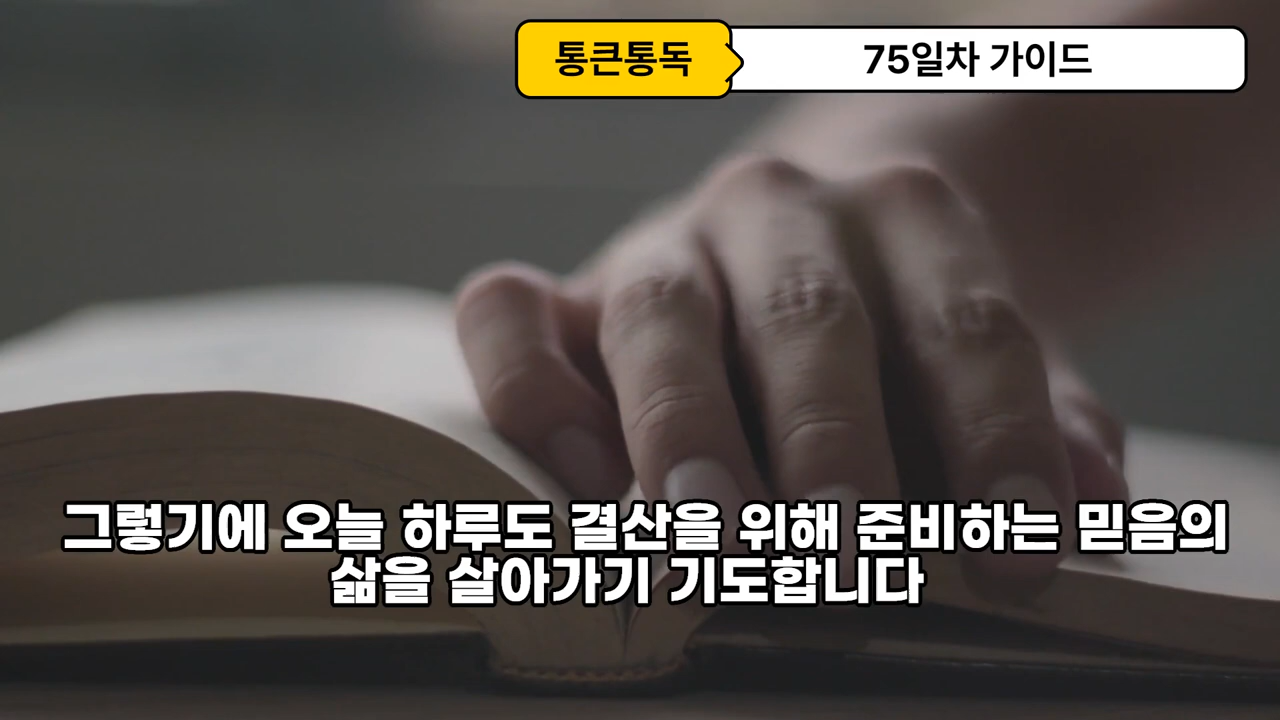 통큰통독
75일차 가이드
그렇기에 오늘 하루도 결산을 위해 준비하는 믿음의
삶을 살아가기 기도합니다